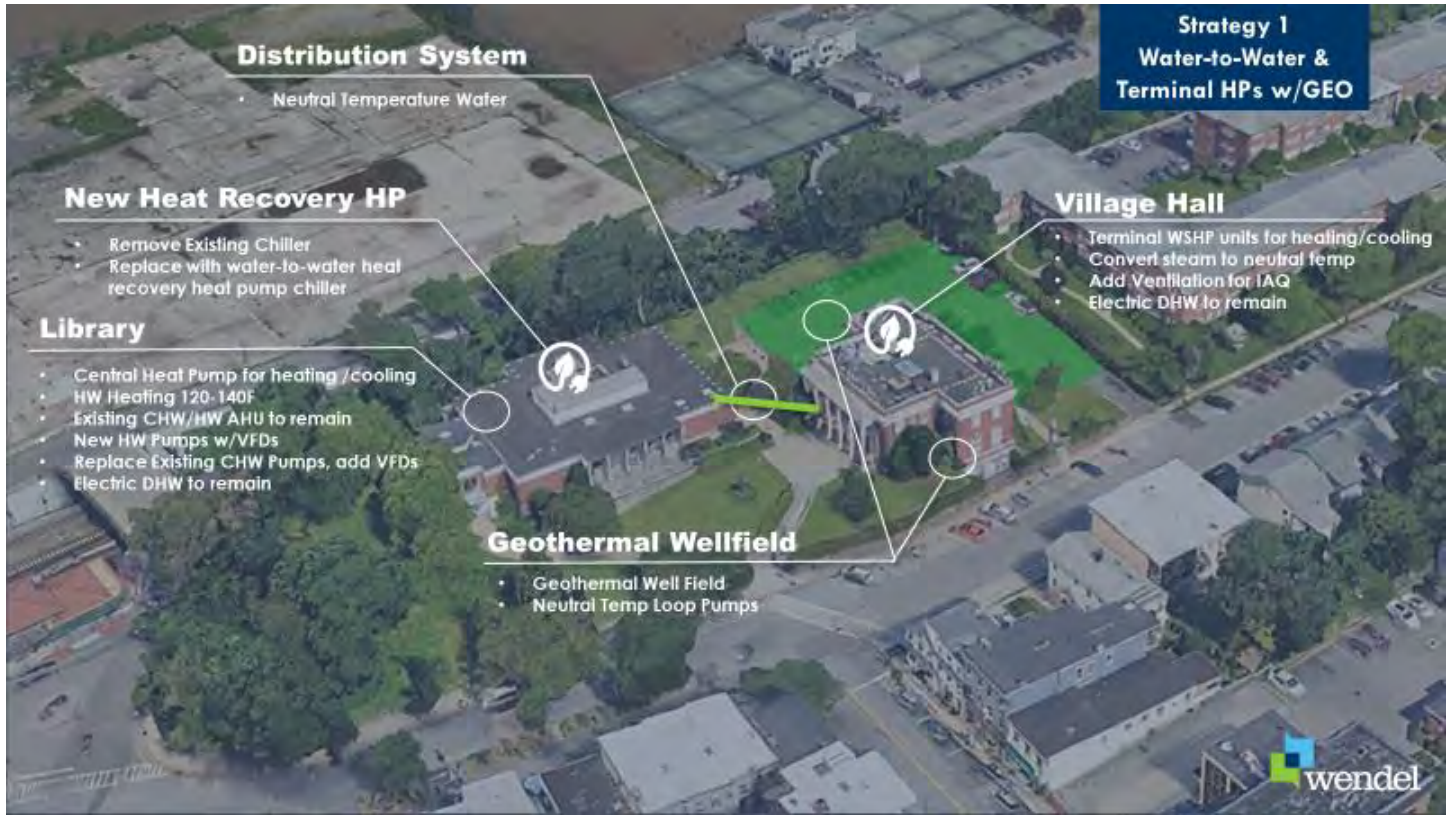 Strategy 1
Water-to-Water &
Terminal HPs w/GEO
Distribution System
• Neutral Temperature Water
New Heat Recovery HP
• Remove Existing Chiller
• Replace with water-to-water heat
recovery heat pump chiller
Village Hall
• Terminal WSHP units for heating/cooling
• Convert steam to neutral temp
• Add Ventilation for IAQ
• Electric DHW to remain
Library
• Central Heat Pump for heating /cooling
• HW Heating 120-140F
• Existing CHW/HW AHU to remain
• New HW Pumps w/VFDs
• Replace Existing CHW Pumps, add VFDs
• Electric DHW to remain
Geothermal Wellfield
• Geothermal Well Field
• Neutral Temp Loop Pumps
wendel